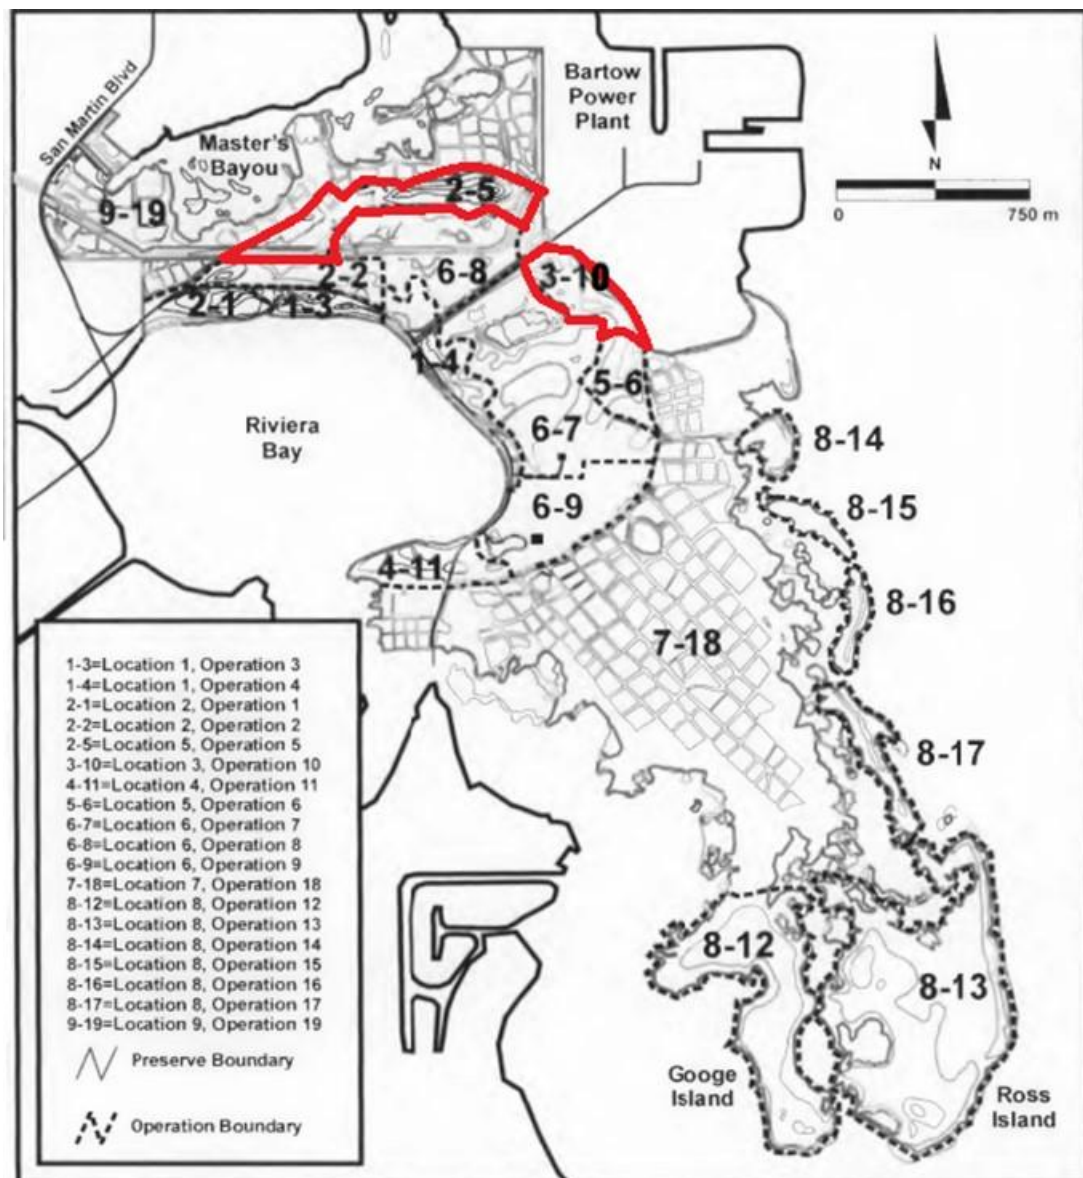 San Martin Blvd
Master's
Bayou
Bartow
Power
Plant
N
0 750 m
9-19
2-5
2-2
6-8
3-10
2-1
1-3
1-4
5-6
Riviera
Bay
6-7
8-14
8-15
6-9
4-11
8-16
7-18
8-17
8-12
8-13
Googe
Island
Ross
Island
1-3=Location 1, Operation 3
1-4=Location 1, Operation 4
2-1=Location 2, Operation 1
2-2=Location 2, Operation 2
2-5=Location 5, Operation 5
3-10=Location 3, Operation 10
4-11=Location 4, Operation 11
5-6=Location 5, Operation 6
6-7=Location 6, Operation 7
6-8=Location 6, Operation 8
6-9=Location 6, Operation 9
7-18=Location 7, Operation 18
8-12=Location 8, Operation 12
8-13=Location 8, Operation 13
8-14=Location 8, Operation 14
8-15=Location 8, Operation 15
8-16=Location 8, Operation 16
8-17=Location 8, Operation 17
9-19=Location 9, Operation 19
Preserve Boundary
Operation Boundary